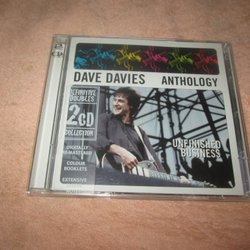 DAVE DAVIES ANTHOLOGY
DEFINITIVE
DOUBLES
2CD
COLLECTION
DIGITALLY
REMASTERED
COLOUR
BOOKLETS
EXTENSIVE
UNFINISHED
BUSINESS